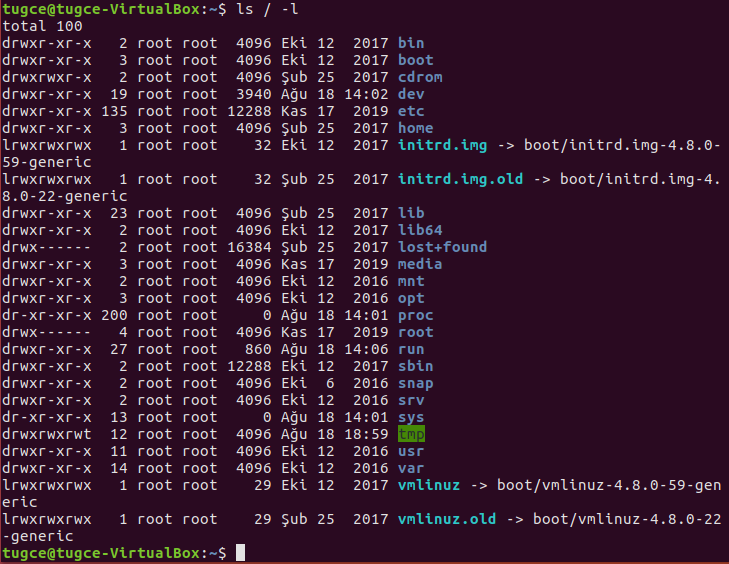 tugce@tugce-VirtualBox:~$ ls / -l
total 100
drwxr-xr-x   2 root root  4096 Eki 12  2017 bin
drwxr-xr-x   3 root root  4096 Eki 12  2017 boot
drwxrwxr-x   2 root root  4096 Şub 25  2017 cdrom
drwxr-xr-x  19 root root  3940 Ağu 18 14:02 dev
drwxr-xr-x 135 root root 12288 Kas 17  2019 etc
drwxr-xr-x   3 root root  4096 Şub 25  2017 home
lrwxrwxrwx   1 root root    32 Eki 12  2017 initrd.img -> boot/initrd.img-4.8.0-
59-generic
lrwxrwxrwx   1 root root    32 Şub 25  2017 initrd.img.old -> boot/initrd.img-4.
8.0-22-generic
drwxr-xr-x  23 root root  4096 Şub 25  2017 lib
drwxr-xr-x   2 root root  4096 Eki 12  2017 lib64
drwx------   2 root root 16384 Şub 25  2017 lost+found
drwxr-xr-x   3 root root  4096 Kas 17  2019 media
drwxr-xr-x   2 root root  4096 Eki 12  2016 mnt
drwxr-xr-x   3 root root  4096 Eki 12  2016 opt
dr-xr-xr-x 200 root root     0 Ağu 18 14:01 proc
drwx------   4 root root  4096 Kas 17  2019 root
drwxr-xr-x  27 root root   860 Ağu 18 14:06 run
drwxr-xr-x   2 root root 12288 Eki 12  2017 sbin
drwxr-xr-x   2 root root  4096 Eki  6  2016 snap
drwxr-xr-x   2 root root  4096 Eki 12  2016 srv
dr-xr-xr-x  13 root root     0 Ağu 18 14:01 sys
drwxrwxrwt  12 root root  4096 Ağu 18 18:59 tmp
drwxr-xr-x  11 root root  4096 Eki 12  2016 usr
drwxr-xr-x  14 root root  4096 Eki 12  2016 var
lrwxrwxrwx   1 root root    29 Eki 12  2017 vmlinuz -> boot/vmlinuz-4.8.0-59-gen
eric
lrwxrwxrwx   1 root root    29 Şub 25  2017 vmlinuz.old -> boot/vmlinuz-4.8.0-22
-generic
tugce@tugce-VirtualBox:~$